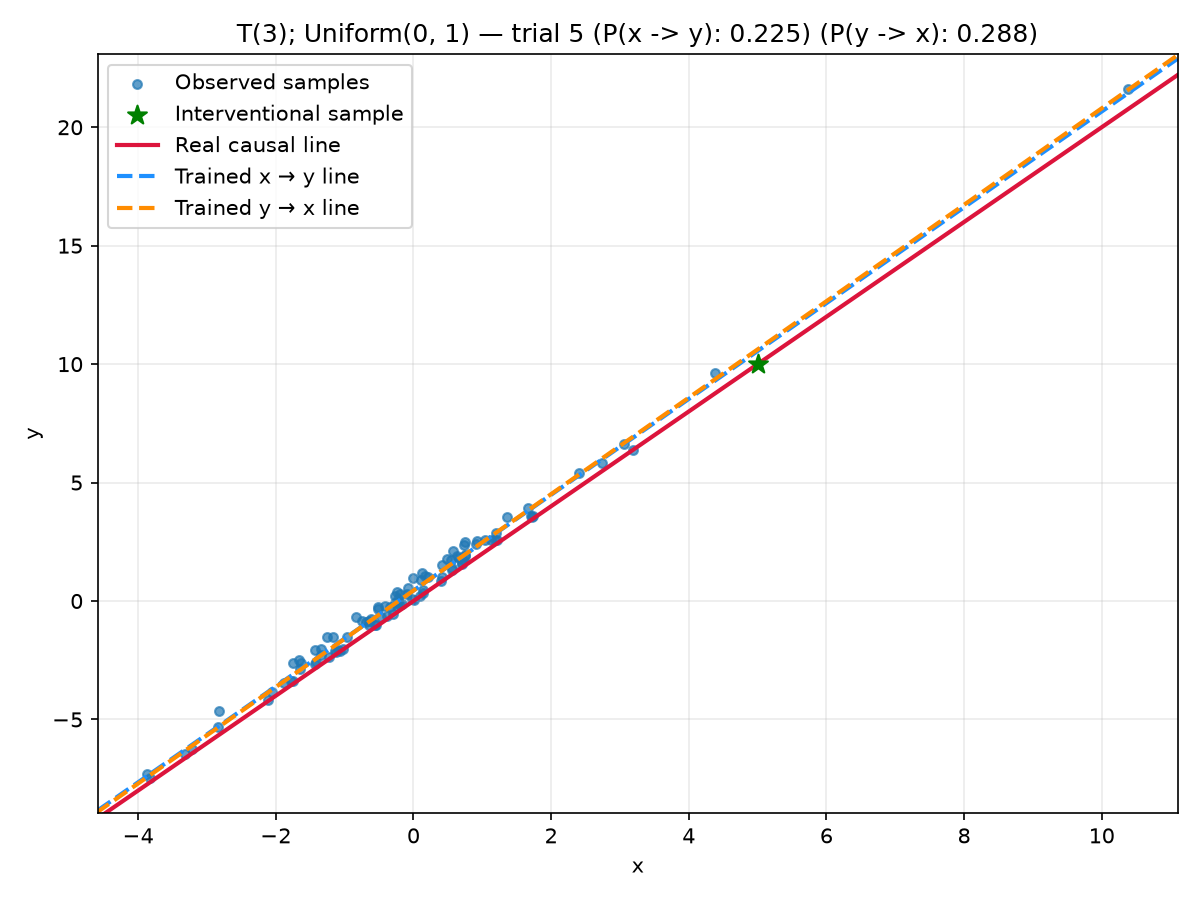 T(3); Uniform(0, 1) — trial 5 (P(x -> y): 0.225) (P(y -> x): 0.288)
Observed samples
Interventional sample
Real causal line
Trained x → y line
Trained y → x line
20
15
10
5
0
−5
y
−4 −2 0 2 4 6 8 10
x